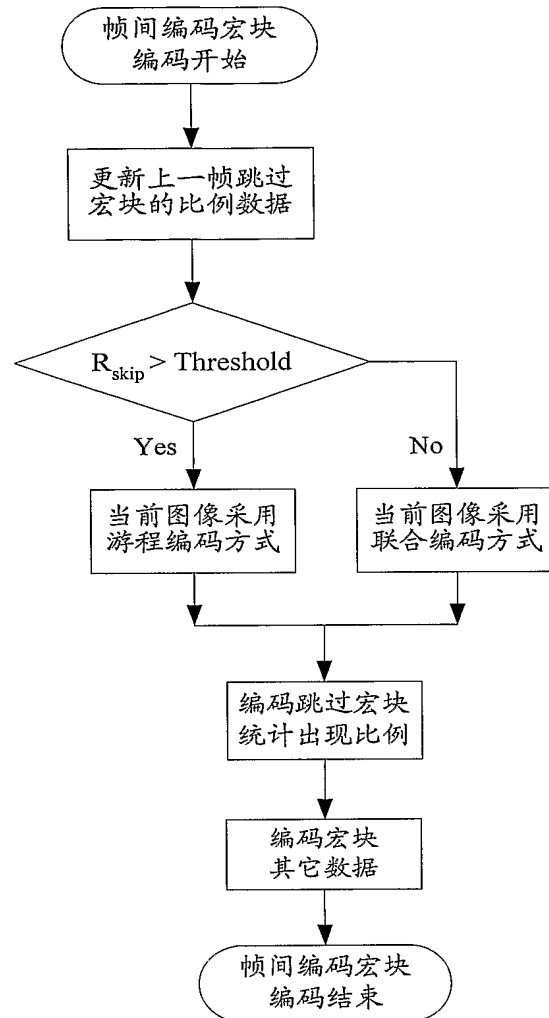 帧间编码宏块
编码开始
更新上一帧跳过
宏块的比例数据
R_skip > Threshold
Yes
No
当前图像采用
游程编码方式
当前图像采用
联合编码方式
编码跳过宏块
统计出现比例
编码宏块
其它数据
帧间编码宏块
编码结束